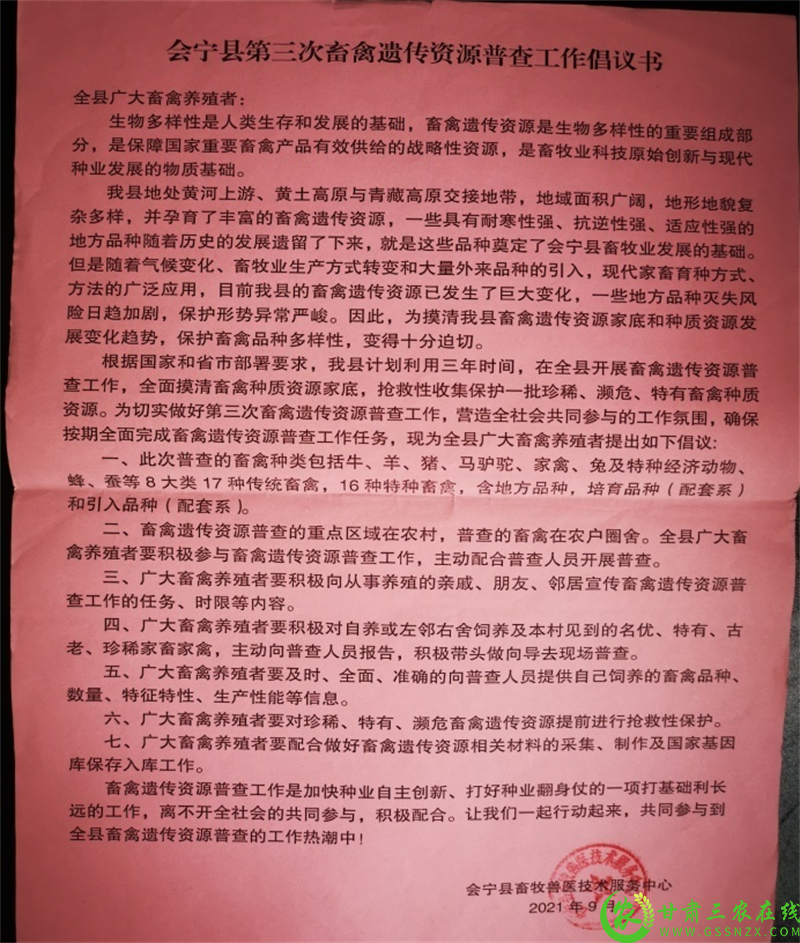 会宁县第三次畜禽遗传资源普查工作倡议书
全县广大畜禽养殖者：
生物多样性是人类生存和发展的基础，畜禽遗传资源是生物多样性的重要组成部
分，是保障国家重要畜禽产品有效供给的战略性资源，是畜牧业科技原始创新与现代
种业发展的物质基础。
我县地处黄河上游、黄土高原与青藏高原交接地带，地域面积广阔，地形地貌复
杂多样，并孕育了丰富的畜禽遗传资源，一些具有耐寒性强、抗逆性强、适应性强的
地方品种随着历史的发展遗留了下来，就是这些品种奠定了会宁县畜牧业发展的基础。
但是随着气候变化、畜牧业生产方式转变和大量外来品种的引入，现代家畜育种方式、
方法的广泛应用，目前我县的畜禽遗传资源已发生了巨大变化，一些地方品种灭失风
险日趋加剧，保护形势异常严峻。因此，为摸清我县畜禽遗传资源家底和种质资源发
展变化趋势，保护畜禽品种多样性，变得十分迫切。
根据国家和省市部署要求，我县计划利用三年时间，在全县开展畜禽遗传资源普
查工作，全面摸清畜禽种质资源家底，抢救性收集保护一批珍稀、濒危、特有畜禽种质
资源。为切实做好第三次畜禽遗传资源普查工作，营造全社会共同参与的工作氛围，确保
按期全面完成畜禽遗传资源普查工作任务，现为全县广大畜禽养殖者提出如下倡议：
一、此次普查的畜禽种类包括牛、羊、猪、马驴驼、家禽、兔及特种经济动物、
蜂、蚕等8大类17种传统畜禽，16种特种畜禽，含地方品种，培育品种（配套系）
和引入品种（配套系）。
二、畜禽遗传资源普查的重点区域在农村，普查的畜禽在农户圈舍。全县广大畜
禽养殖者要积极参与畜禽遗传资源普查工作，主动配合普查人员开展普查。
三、广大畜禽养殖者要积极向从事养殖的亲戚、朋友、邻居宣传畜禽遗传资源普
查工作的任务、时限等内容。
四、广大畜禽养殖者要积极对自养或左邻右舍饲养及本村见到的名优、特有、古
老、珍稀家畜家禽，主动向普查人员报告，积极带头做向导去现场普查。
五、广大畜禽养殖者要及时、全面、准确的向普查人员提供自己饲养的畜禽品种、
数量、特征特性、生产性能等信息。
六、广大畜禽养殖者要对珍稀、特有、濒危畜禽遗传资源提前进行抢救性保护。
七、广大畜禽养殖者要配合做好畜禽遗传资源相关材料的采集、制作及国家基因
库保存入库工作。
畜禽遗传资源普查工作是加快种业自主创新、打好种业翻身仗的一项打基础利长
远的工作，离不开全社会的共同参与，积极配合。让我们一起行动起来，共同参与到
全县畜禽遗传资源普查的工作热潮中！
会宁县畜牧兽医技术服务中心
2021年9月
甘肃三农在线
WWW.GSSNZX.COM